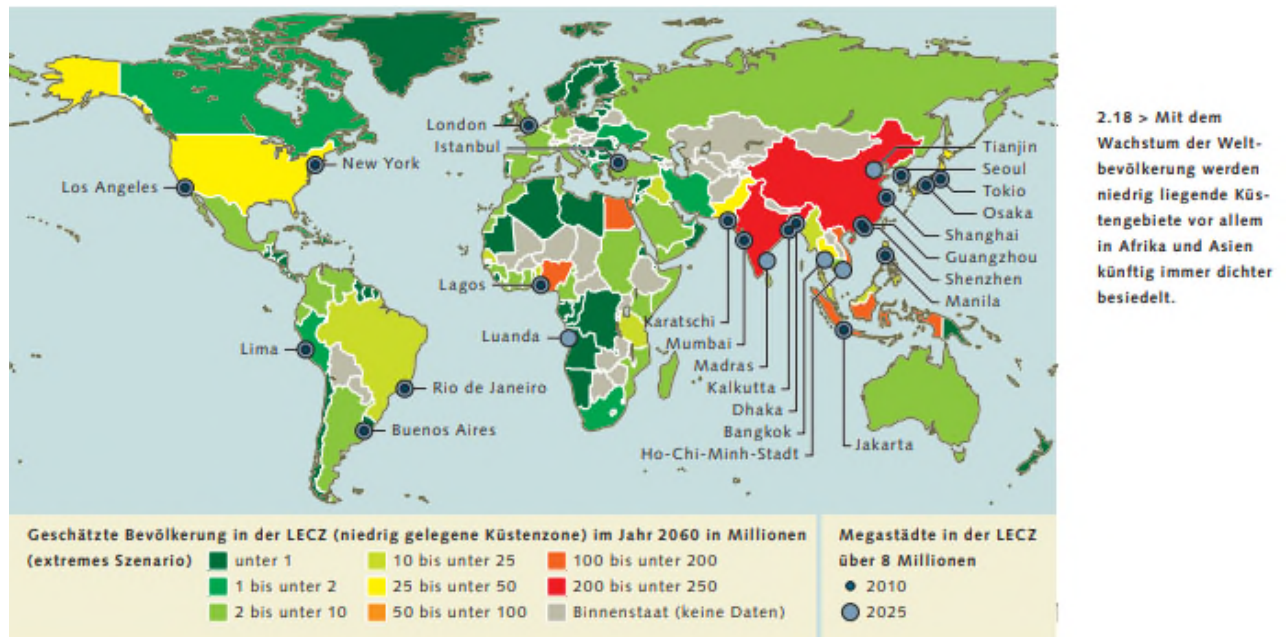 London
Istanbul
New York
Los Angeles
Tianjin
Seoul
Tokio
Osaka
Shanghai
Guangzhou
Shenzhen
Manila
Lagos
Karatschi
Luanda
Mumbai
Lima
Madras
Rio de Janeiro
Kalkutta
Dhaka
Buenos Aires
Bangkok
Jakarta
Ho-Chi-Minh-Stadt
Geschätzte Bevölkerung in der LECZ (niedrig gelegene Küstenzone) im Jahr 2060 in Millionen
(extremes Szenario)
unter 1
1 bis unter 2
2 bis unter 10
10 bis unter 25
25 bis unter 50
50 bis unter 100
100 bis unter 200
200 bis unter 250
Binnenstaat (keine Daten)
Megastädte in der LECZ
über 8 Millionen
2010
2025
2.18 > Mit dem
Wachstum der Welt-
bevölkerung werden
niedrig liegende Küs-
tengebiete vor allem
in Afrika und Asien
künftig immer dichter
besiedelt.